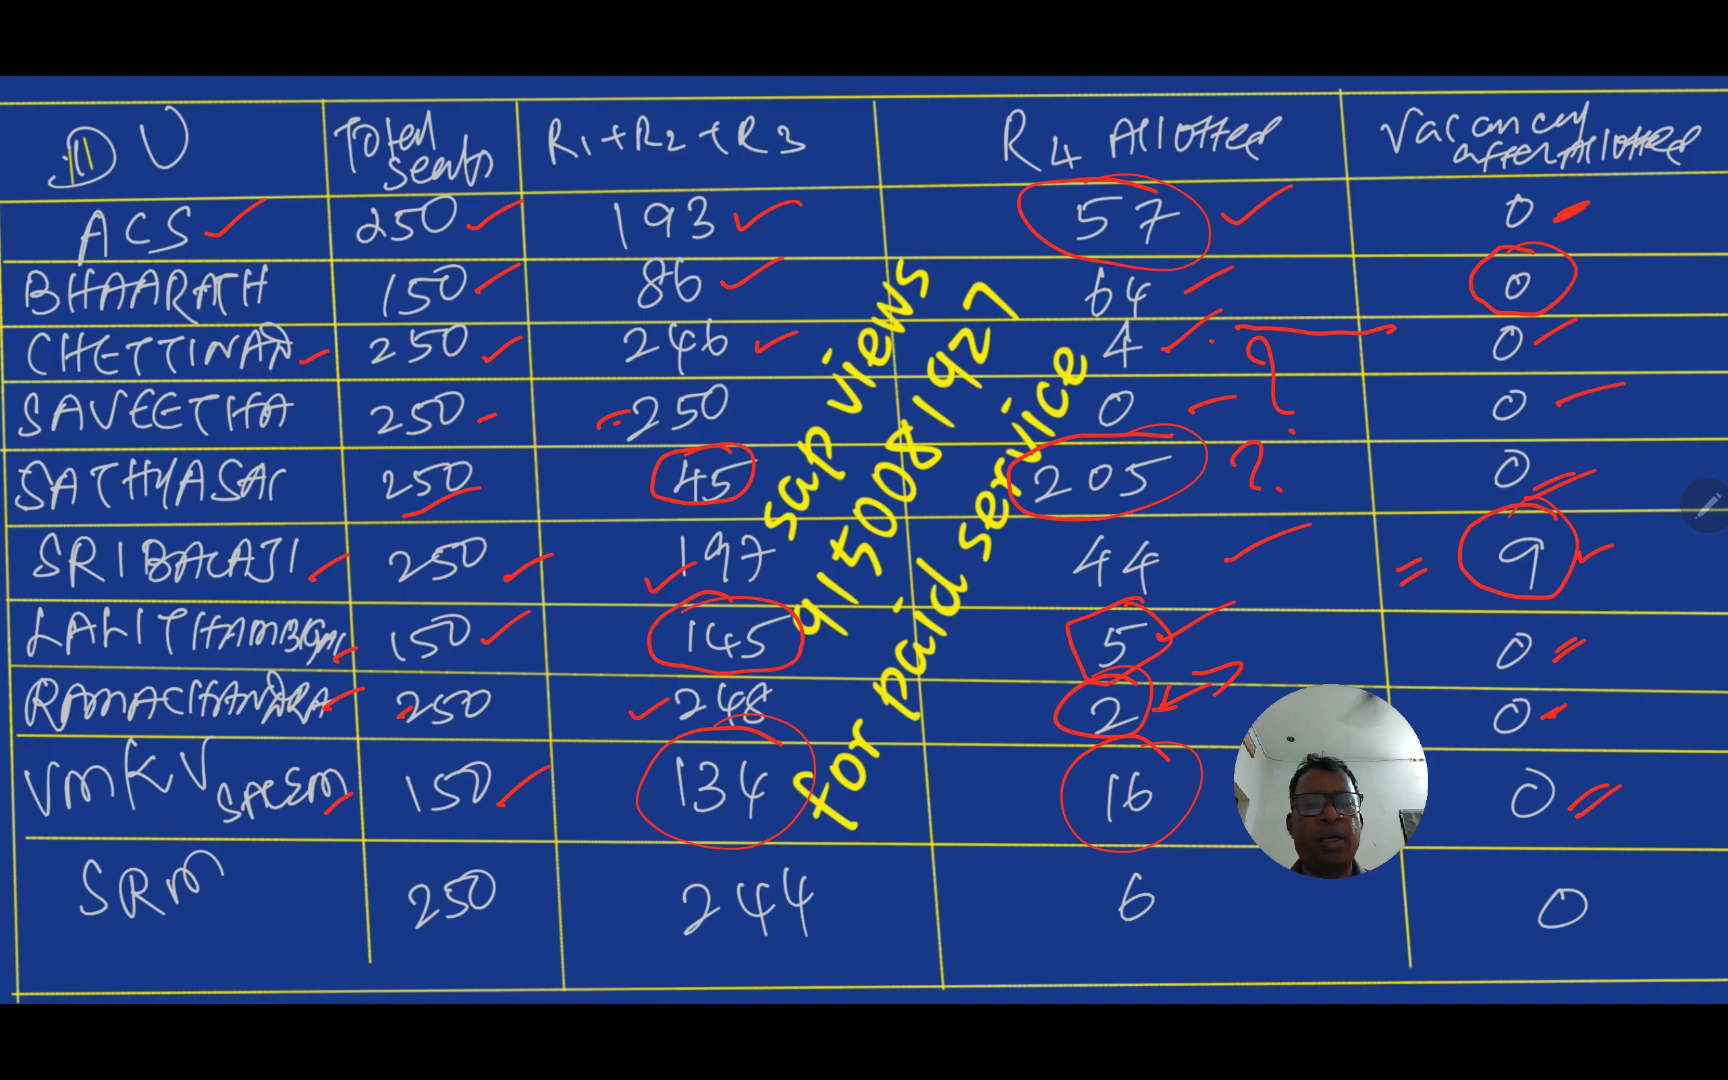 DU Total seats R1+R2+R3 R4 Allotted Vacancy after Allotted
ACS 250 193 57 0
BHAARATH 150 86 64 0
CHETTINAD 250 246 4 0 ?
SAVEETHA 250 250 0 0
SATHYASAI 250 45 205 ? 0
SRI BALAJI 250 197 44 = 9
LALITHAMBIGAI 150 145 5 0
RAMACHANDRA 250 248 2 0
VMKV SALEM 150 134 16 0
SRM 250 244 6 0
sap views
9150081927
for paid service